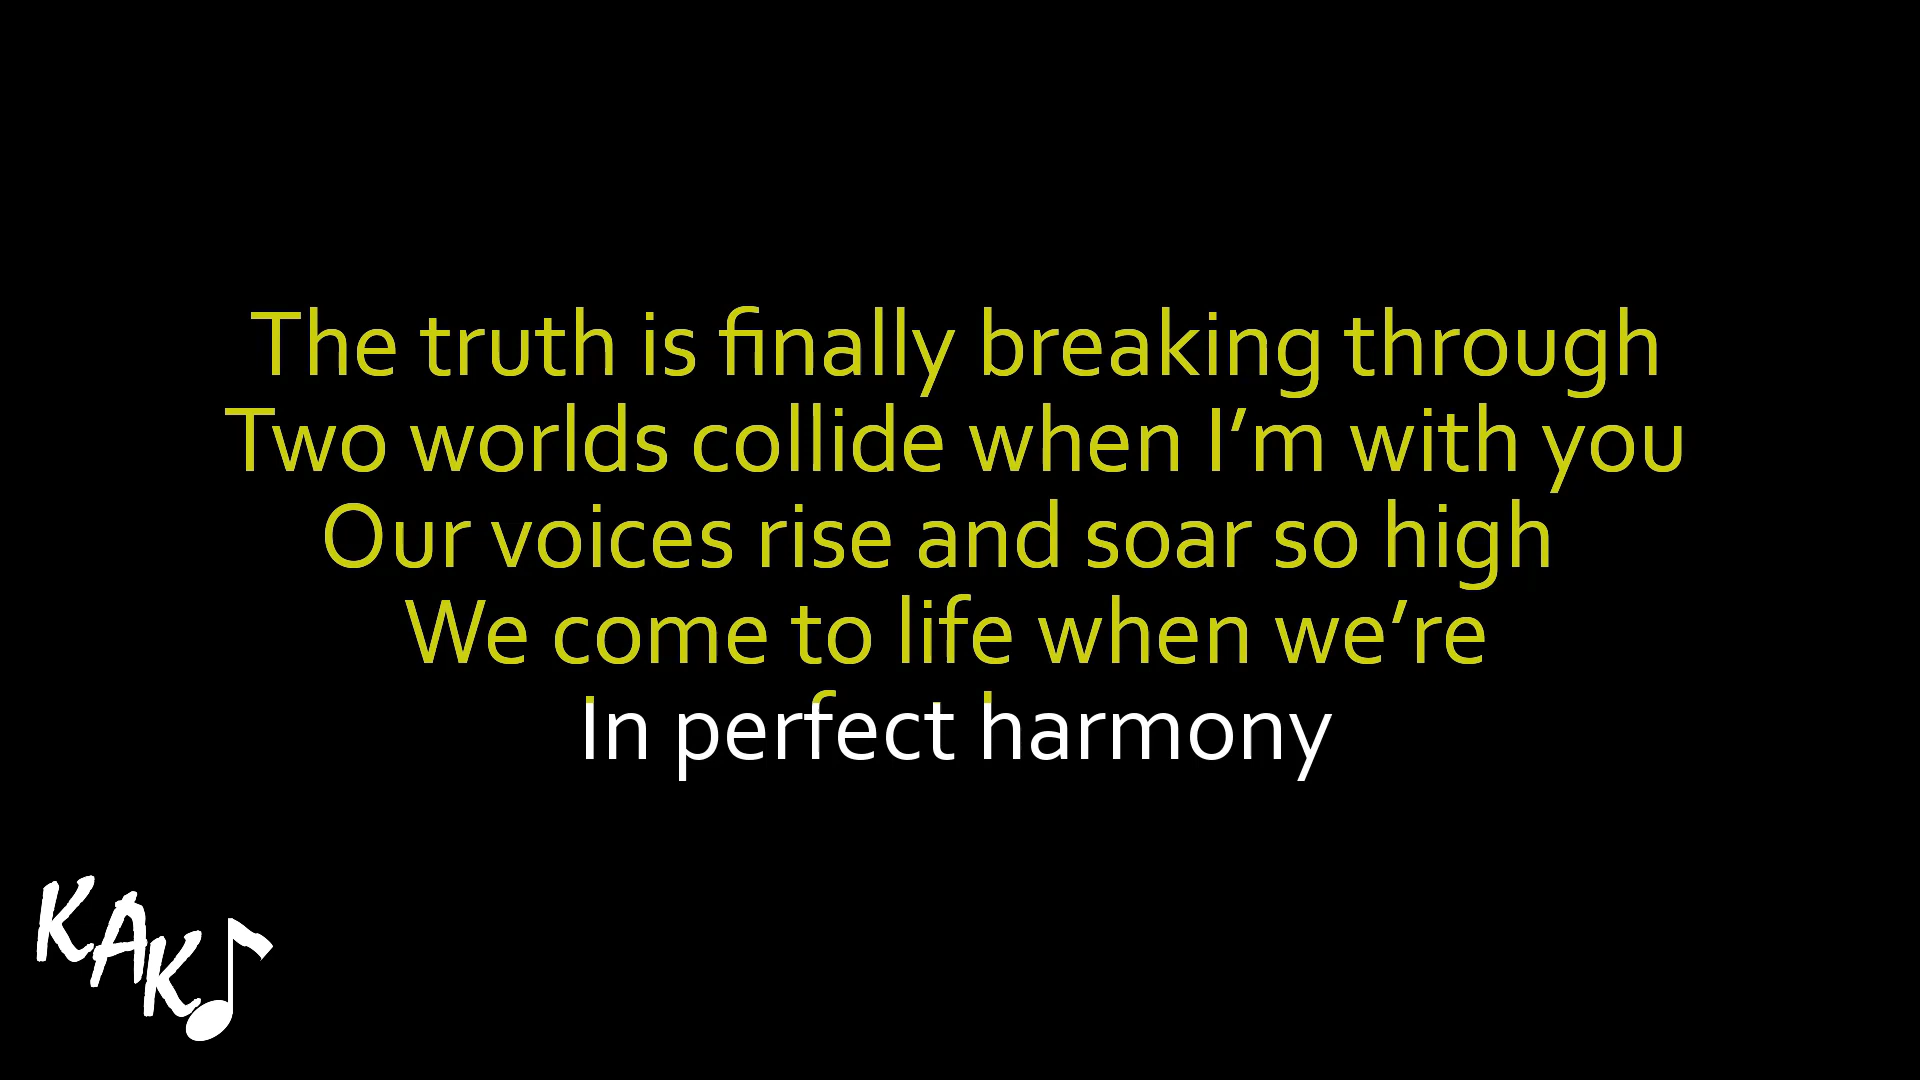 The truth is finally breaking through
Two worlds collide when I’m with you
Our voices rise and soar so high
We come to life when we’re
In perfect harmony
KAK